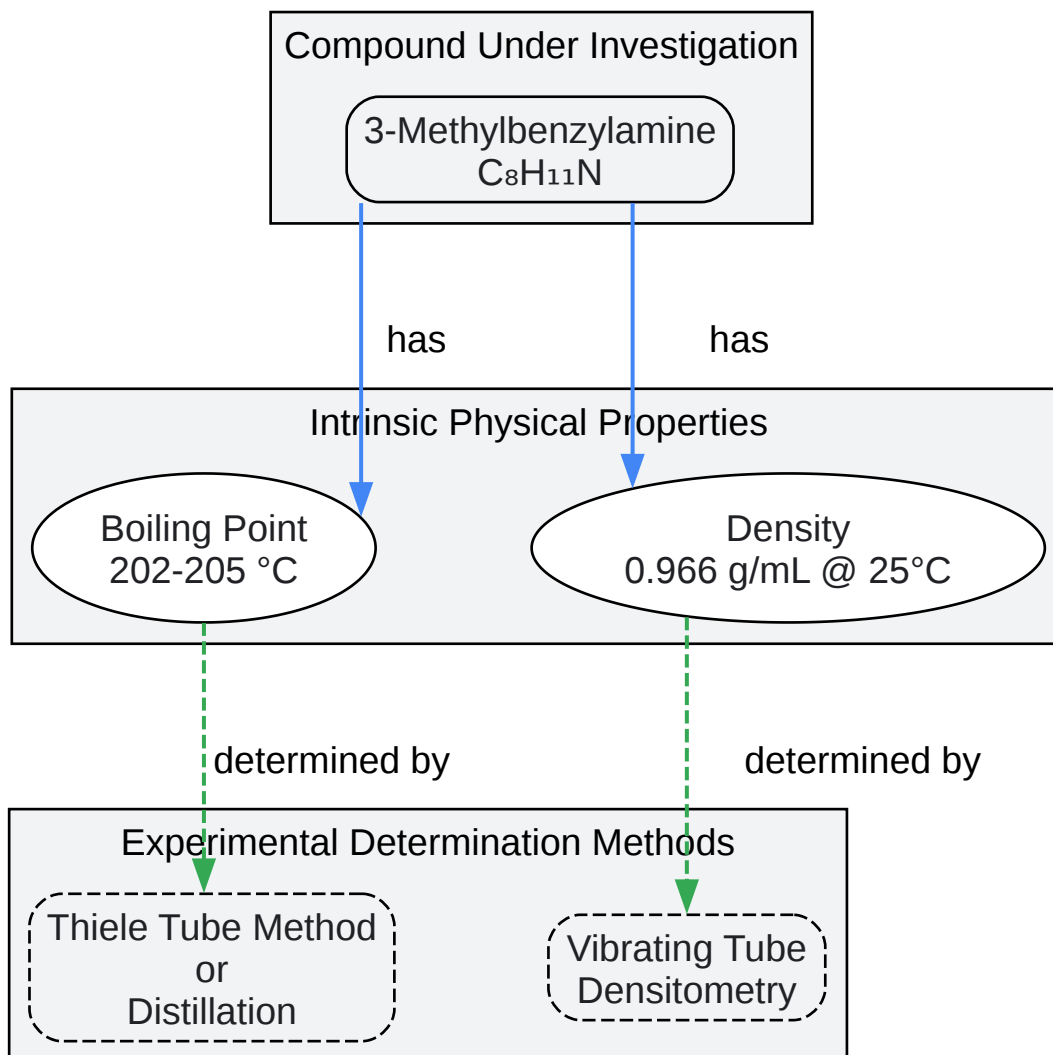 Compound Under Investigation
3-Methylbenzylamine
C₈H₁₁N
has
has
Intrinsic Physical Properties
Boiling Point
202-205 °C
Density
0.966 g/mL @ 25°C
determined by
determined by
Experimental Determination Methods
Thiele Tube Method
or
Distillation
Vibrating Tube
Densitometry